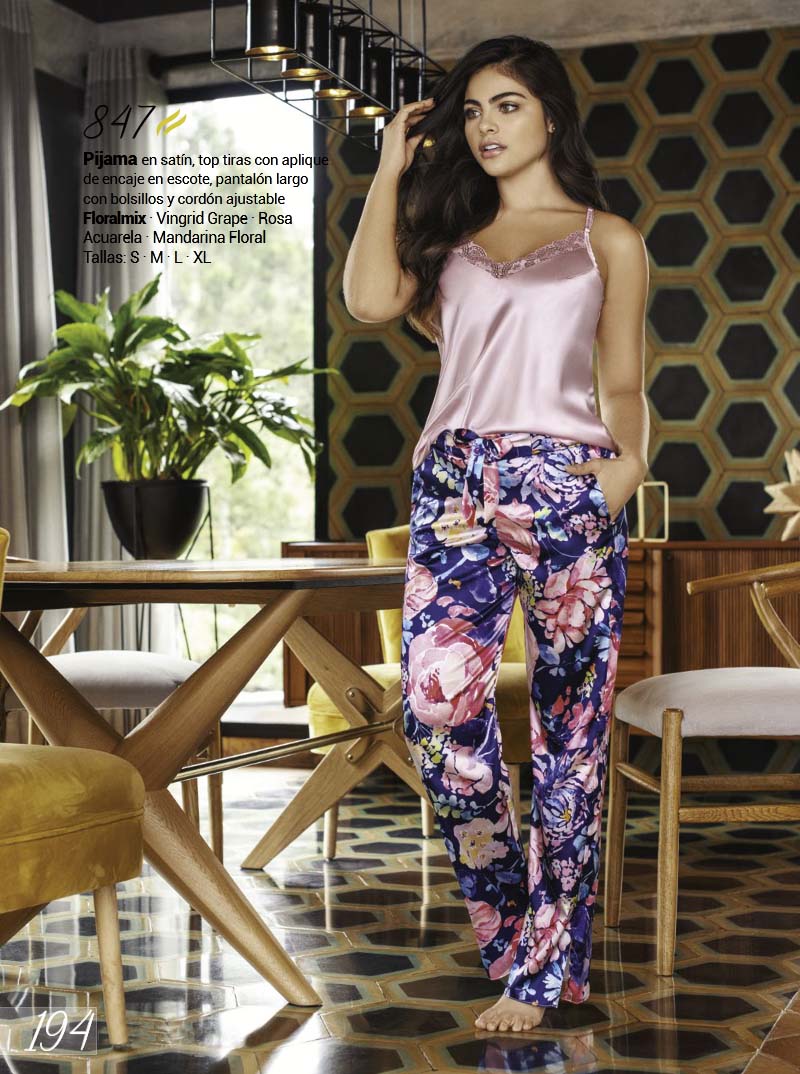 847
Pijama en satín, top tiras con aplique
de encaje en escote, pantalón largo
con bolsillos y cordón ajustable
Floralmix · Vingrid Grape · Rosa
Acuarela · Mandarina Floral
Tallas: S · M · L · XL
194